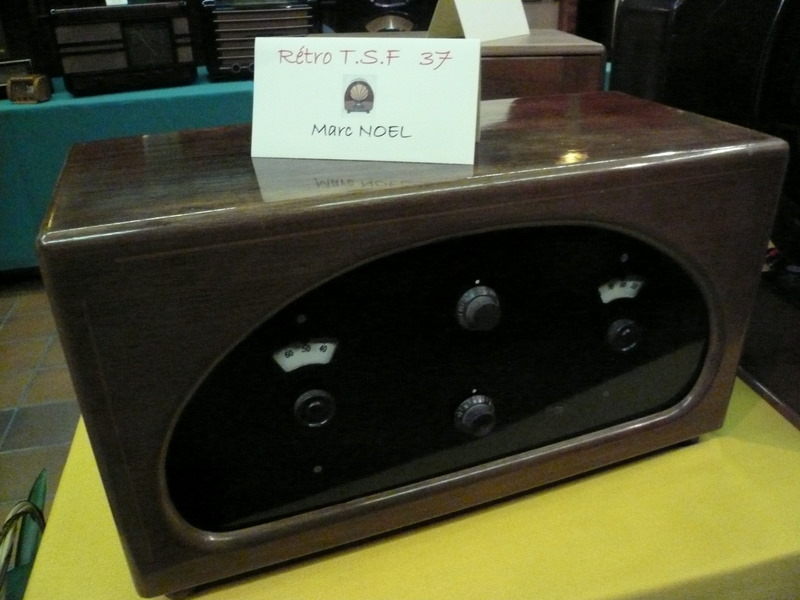 Rétro T.S.F 37
Marc NOEL
60 50 40